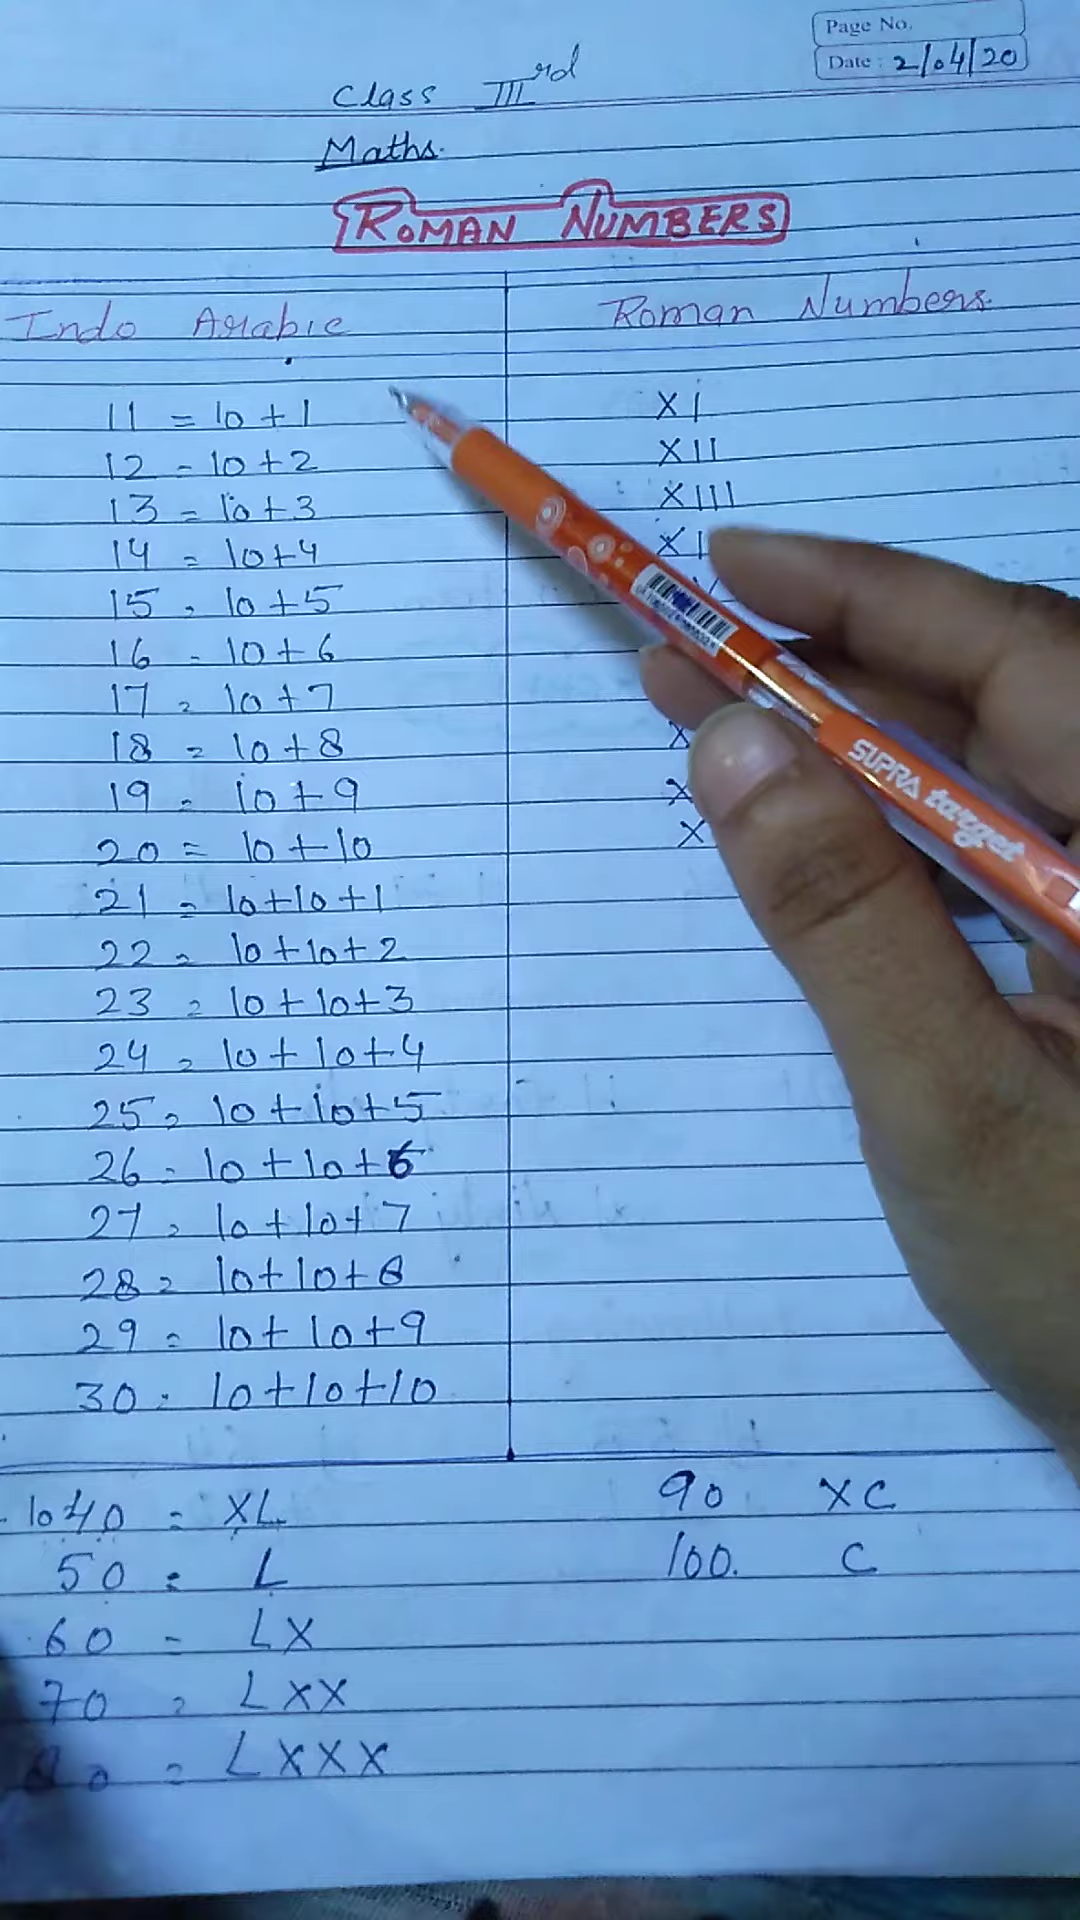 Page No.
Date : 2/04/20
Class IIIrd
Maths.
ROMAN NUMBERS
Indo Arabic Roman Numbers.
11 = 10+1 XI
12 = 10+2 XII
13 = 10+3 XIII
14 = 10+4
15 = 10+5
16 = 10+6
17 = 10+7
18 = 10+8
19 = 10+9
20 = 10+10
21 = 10+10+1
22 = 10+10+2
23 = 10+10+3
24 = 10+10+4
25 = 10+10+5
26 = 10+10+6
27 = 10+10+7
28 = 10+10+8
29 = 10+10+9
30 = 10+10+10
10 40 = XL 90 XC
50 = L 100. C
60 = LX
70 = LXX
80 = LXXX
SUPRA target